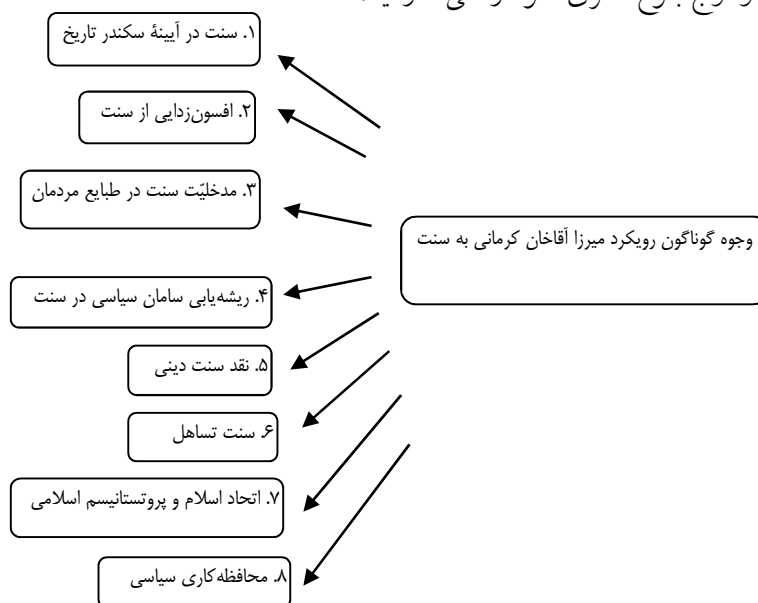 ۱. سنت در آیینۀ سکندر تاریخ
۲. افسون‌زدایی از سنت
۳. مدخلیّت سنت در طبایع مردمان
وجوه گوناگون رویکرد میرزا آقاخان کرمانی به سنت
۴. ریشه‌یابی سامان سیاسی در سنت
۵. نقد سنت دینی
۶. سنت تساهل
۷. اتحاد اسلام و پروتستانیسم اسلامی
۸. محافظه‌کاری سیاسی